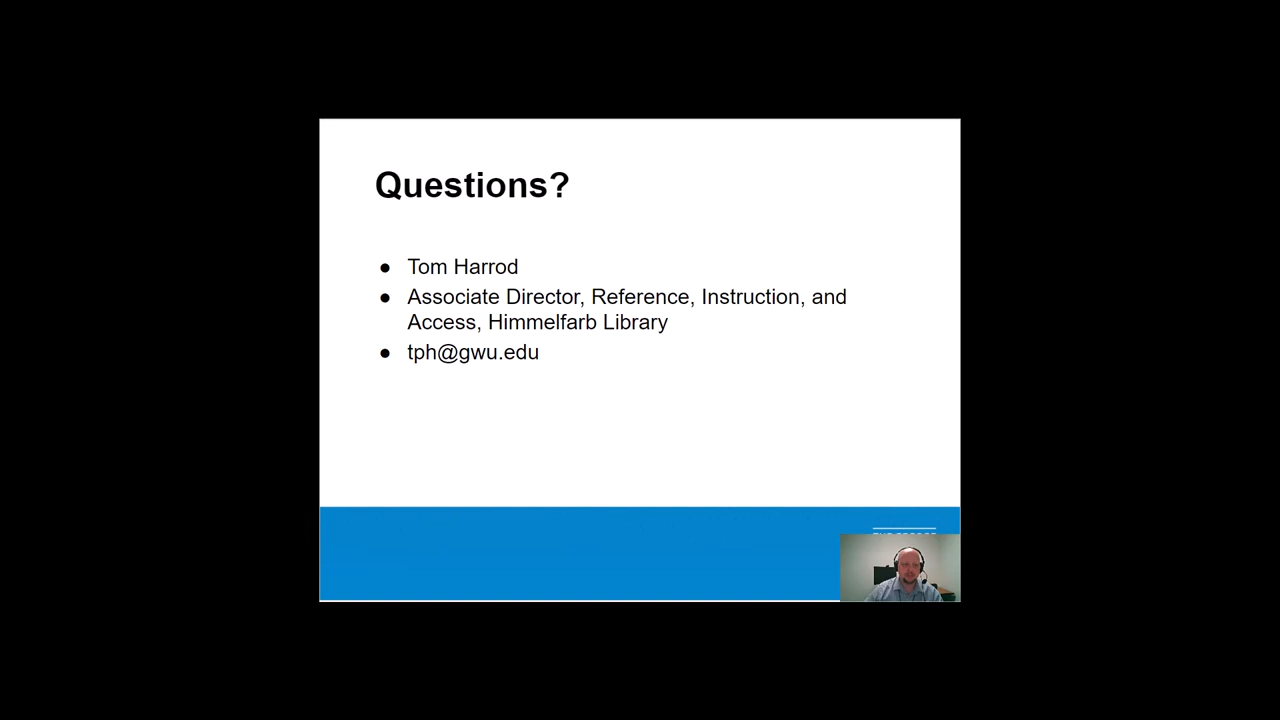 Questions?
● Tom Harrod
● Associate Director, Reference, Instruction, and
Access, Himmelfarb Library
● tph@gwu.edu